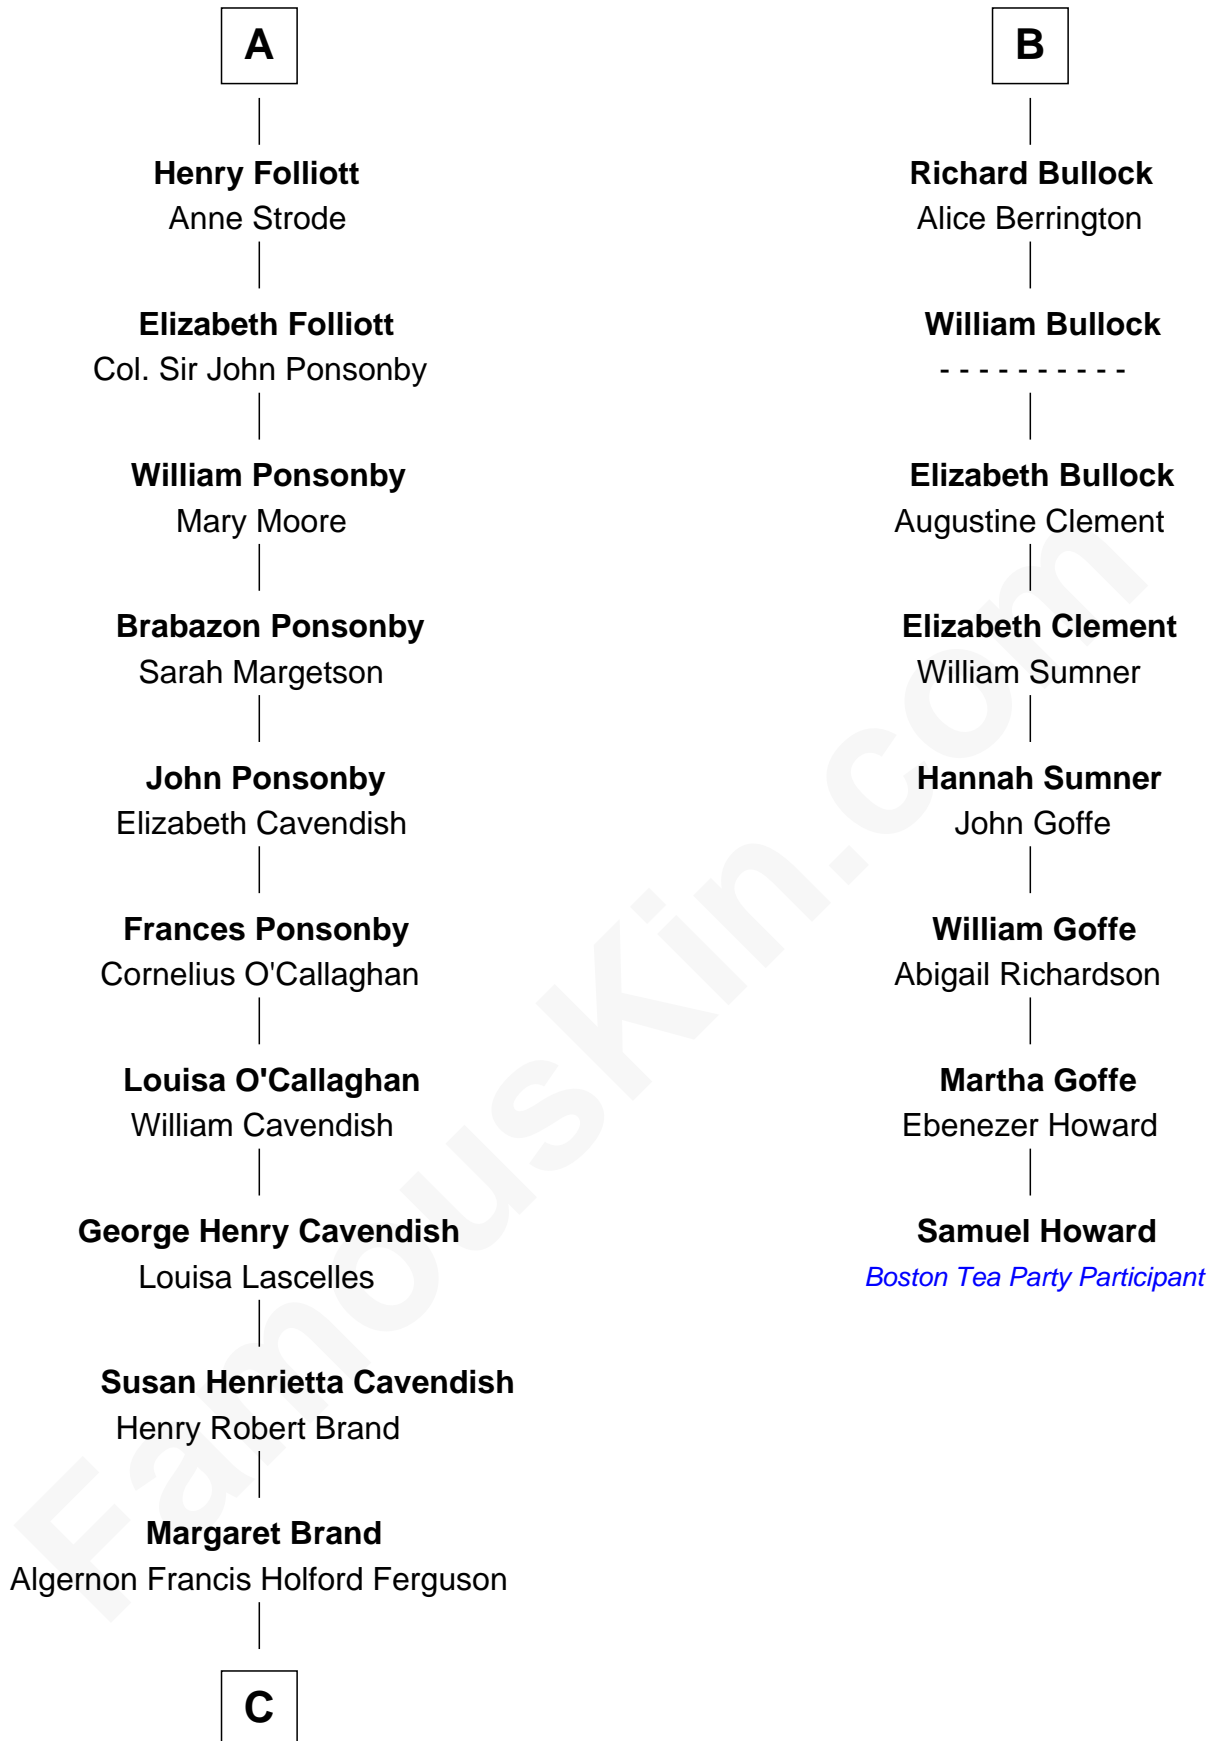 A
Henry Folliott
Anne Strode
Elizabeth Folliott
Col. Sir John Ponsonby
William Ponsonby
Mary Moore
Brabazon Ponsonby
Sarah Margetson
John Ponsonby
Elizabeth Cavendish
Frances Ponsonby
Cornelius O'Callaghan
Louisa O'Callaghan
William Cavendish
George Henry Cavendish
Louisa Lascelles
Susan Henrietta Cavendish
Henry Robert Brand
Margaret Brand
Algernon Francis Holford Ferguson
C
B
Richard Bullock
Alice Berrington
William Bullock
- - - - - - - - - -
Elizabeth Bullock
Augustine Clement
Elizabeth Clement
William Sumner
Hannah Sumner
John Goffe
William Goffe
Abigail Richardson
Martha Goffe
Ebenezer Howard
Samuel Howard
Boston Tea Party Participant
FamousKin.com